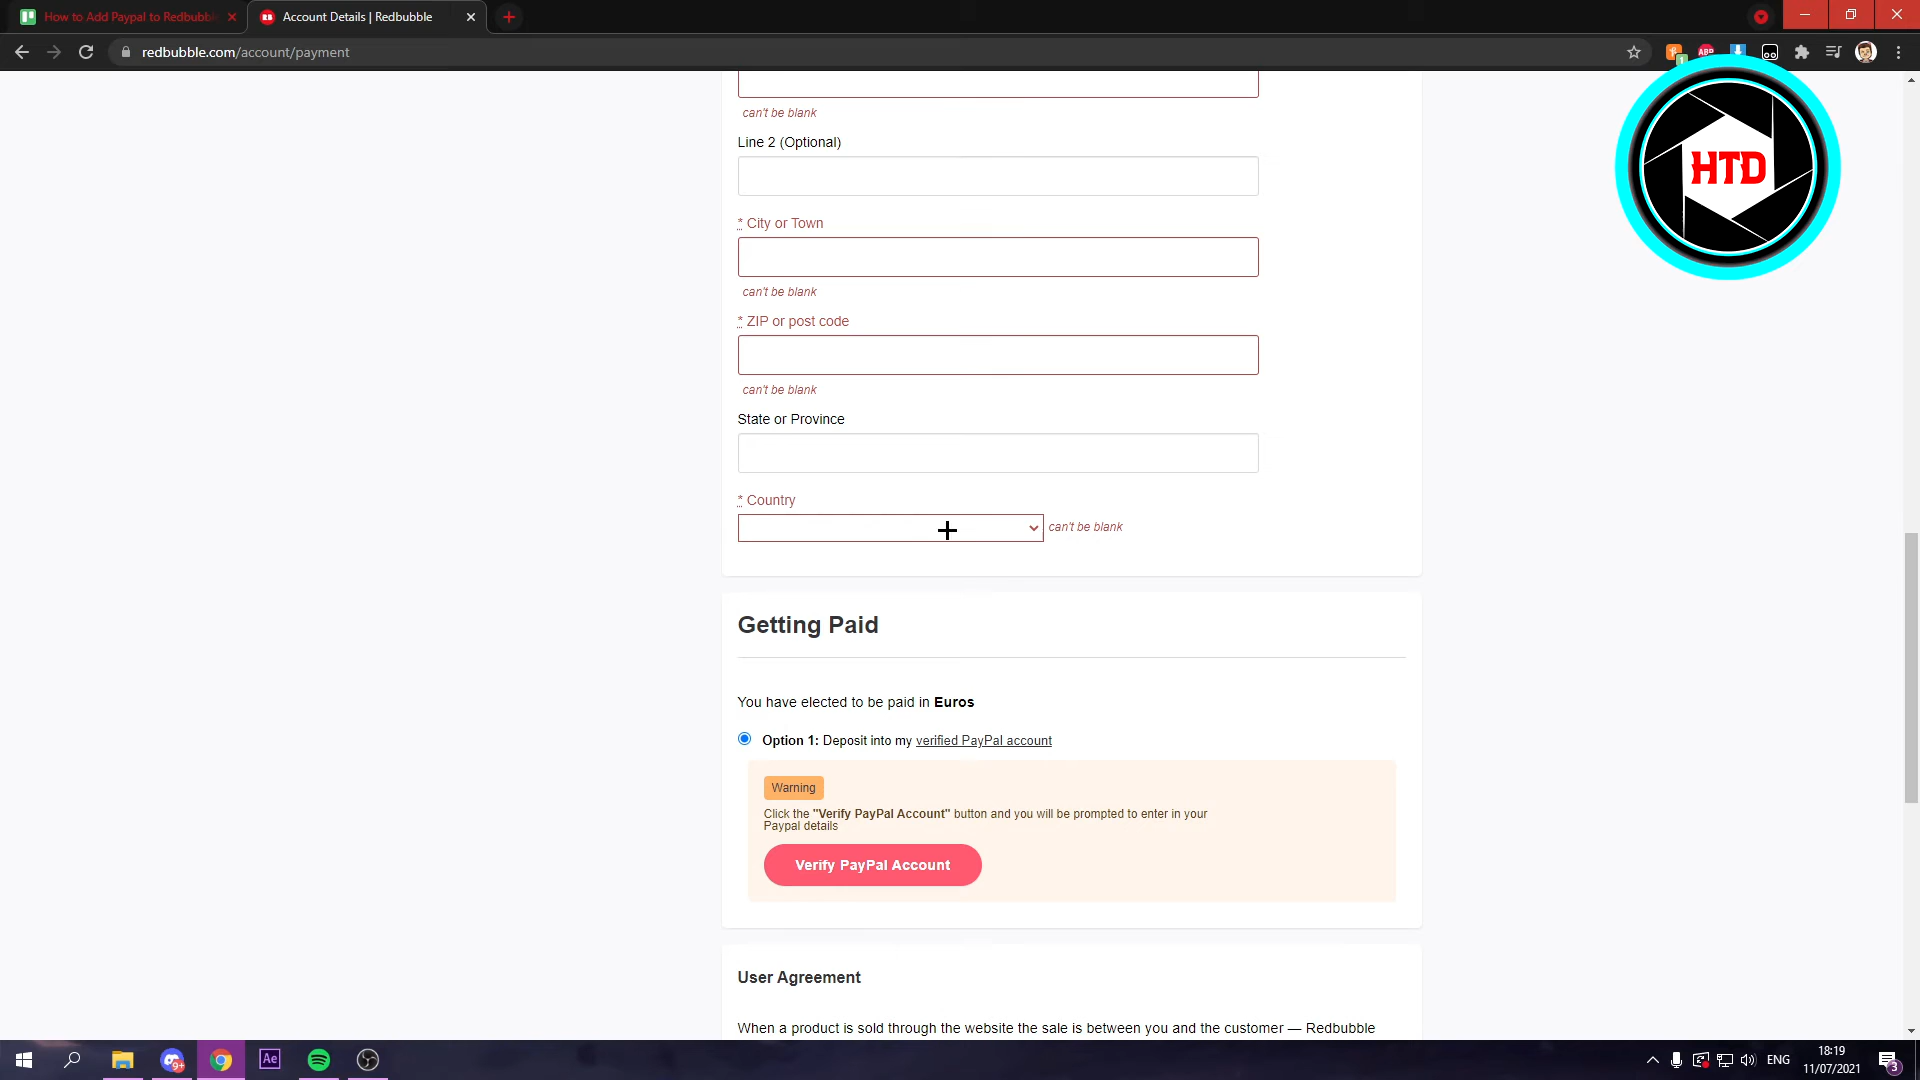 How to Add Paypal to Redbubble
Account Details | Redbubble
redbubble.com/account/payment
ABP
1
HTD
can't be blank
Line 2 (Optional)
* City or Town
can't be blank
* ZIP or post code
can't be blank
State or Province
* Country
can't be blank
Getting Paid
You have elected to be paid in Euros
Option 1: Deposit into my verified PayPal account
Warning
Click the "Verify PayPal Account" button and you will be prompted to enter in your
Paypal details
Verify PayPal Account
User Agreement
When a product is sold through the website the sale is between you and the customer — Redbubble
9+
Ae
ENG
18:19
11/07/2021
3